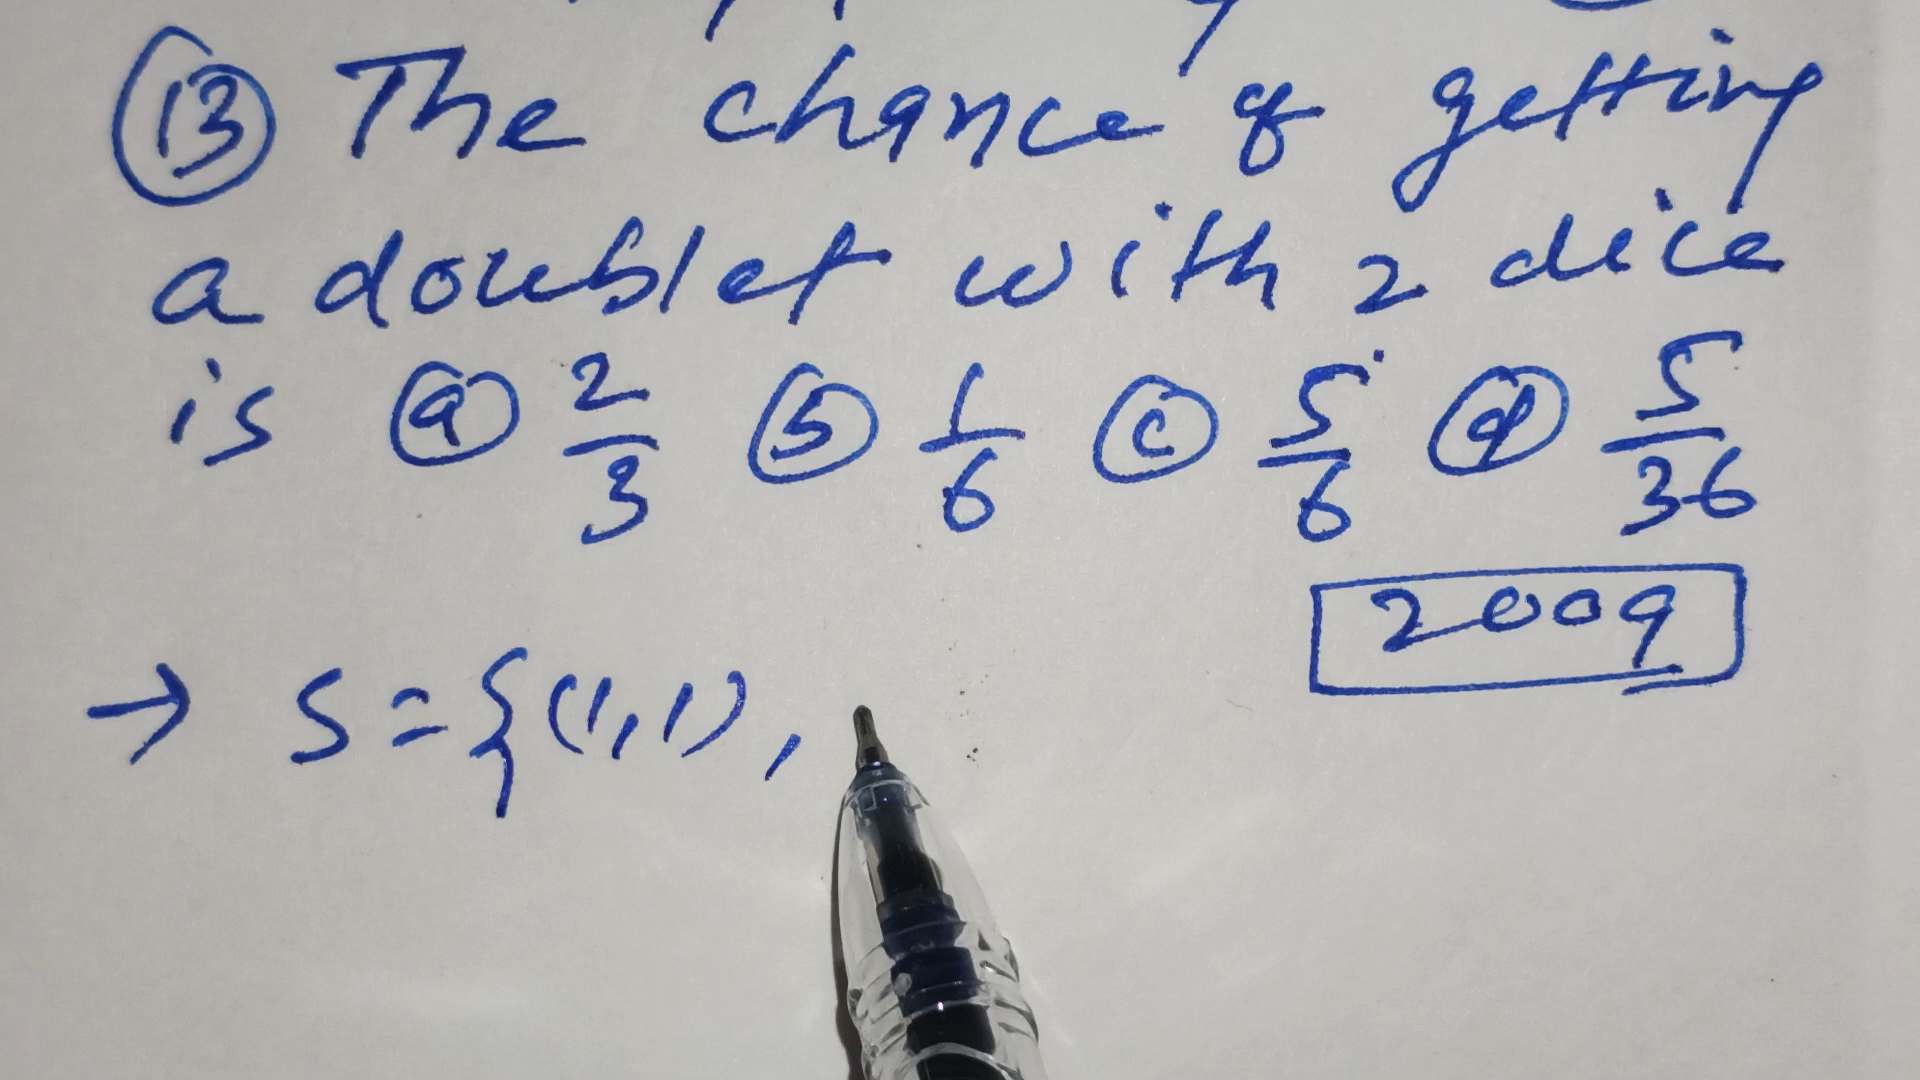 ⑬ The chance of getting
a doublet with 2 dice
is ⓐ 2/3 ⓑ 1/6 ⓒ 5/6 ⓓ 5/36
2009
→ S = {(1,1),